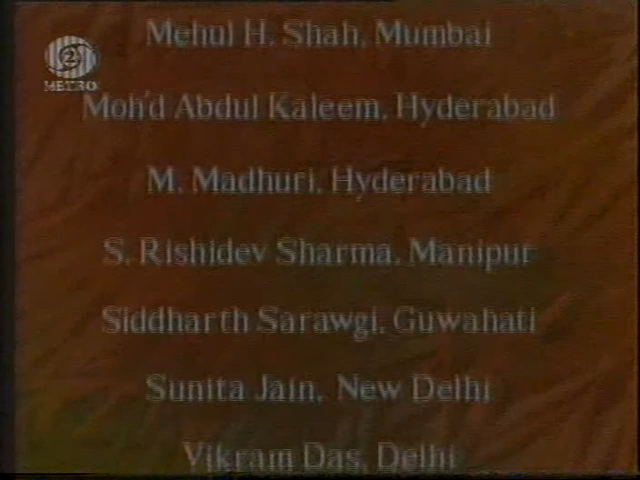 Mehul H. Shah, Mumbai
2
METRO
Moh'd Abdul Kaleem, Hyderabad
M. Madhuri, Hyderabad
S. Rishidev Sharma, Manipur
Siddharth Sarawgi, Guwahati
Sunita Jain, New Delhi
Vikram Das, Delhi